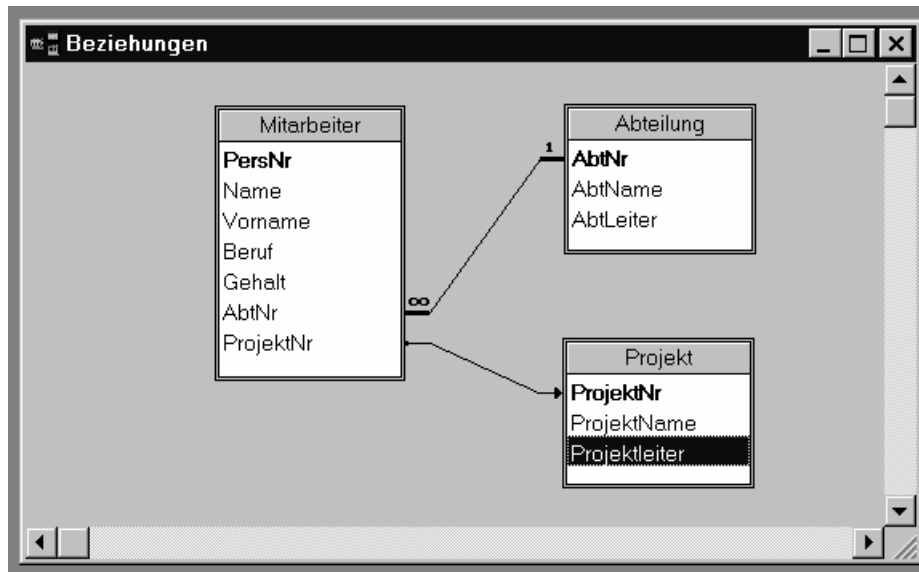 Beziehungen
Mitarbeiter
PersNr
Name
Vorname
Beruf
Gehalt
AbtNr
ProjektNr
∞
1
Abteilung
AbtNr
AbtName
AbtLeiter
Projekt
ProjektNr
ProjektName
Projektleiter